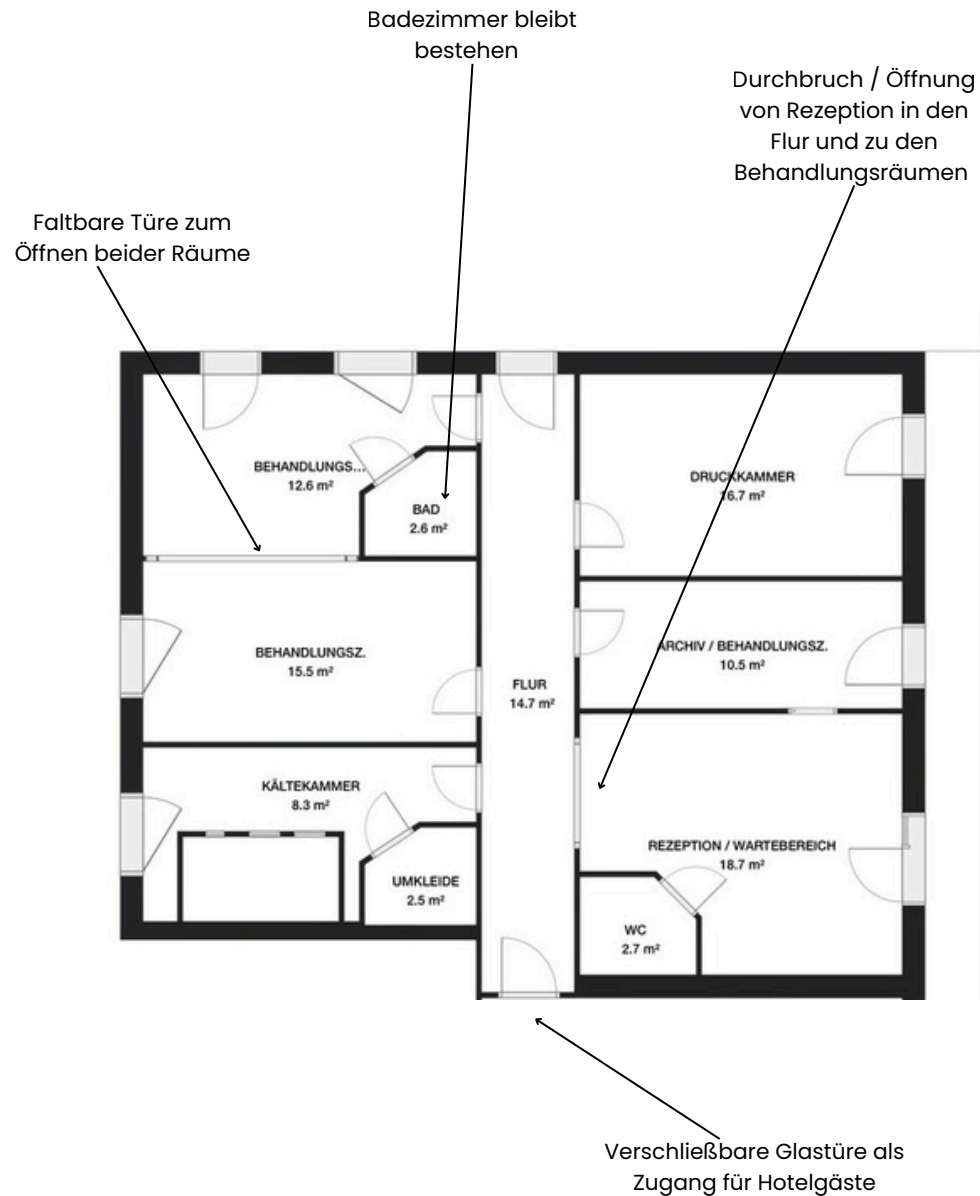 Badezimmer bleibt
bestehen
Durchbruch / Öffnung
von Rezeption in den
Flur und zu den
Behandlungsräumen
Faltbare Türe zum
Öffnen beider Räume
BEHANDLUNGS...
12.6 m²
BAD
2.6 m²
DRUCKKAMMER
16.7 m²
BEHANDLUNGSZ.
15.5 m²
ARCHIV / BEHANDLUNGSZ.
10.5 m²
FLUR
14.7 m²
KÄLTEKAMMER
8.3 m²
REZEPTION / WARTEBEREICH
18.7 m²
UMKLEIDE
2.5 m²
WC
2.7 m²
Verschließbare Glastüre als
Zugang für Hotelgäste